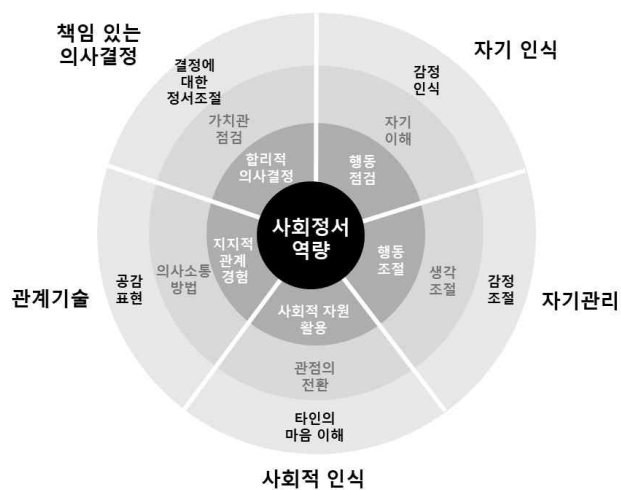 책임 있는
의사결정
자기 인식
결정에
대한
정서조절
감정
인식
가치관
점검
자기
이해
합리적
의사결정
행동
점검
사회정서
역량
지지적
관계
경험
행동
조절
의사소통
방법
생각
조절
공감
표현
감정
조절
관계기술
자기관리
사회적 자원
활용
관점의
전환
타인의
마음 이해
사회적 인식